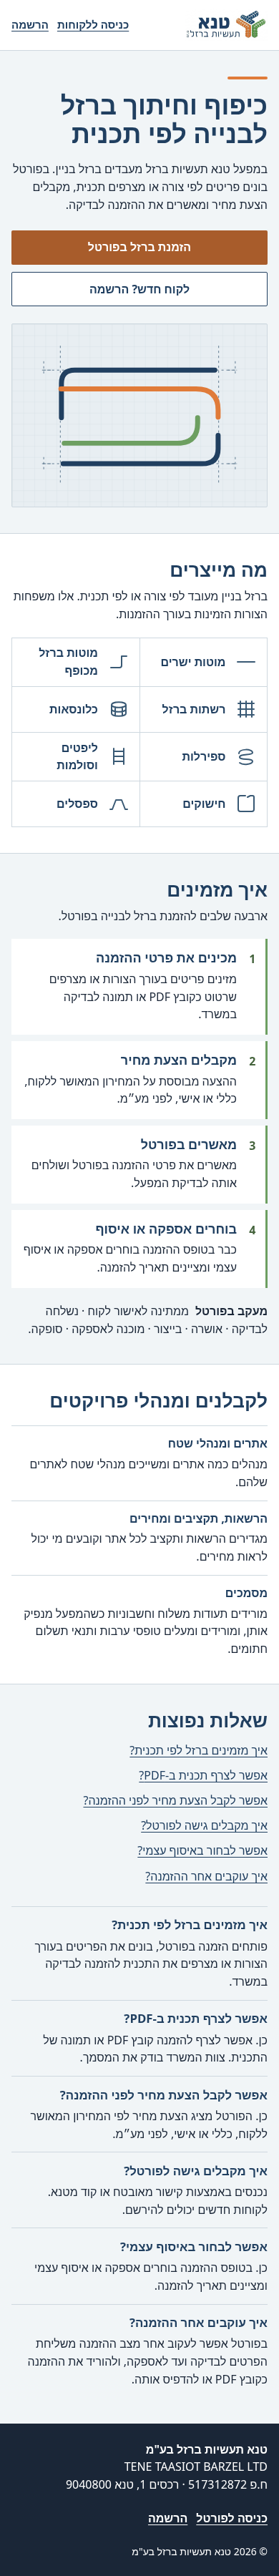 טנא
תעשיות ברזל
כניסה ללקוחות
הרשמה
כיפוף וחיתוך ברזל
לבנייה לפי תכנית
במפעל טנא תעשיות ברזל מעבדים ברזל בניין. בפורטל
בונים פריטים לפי צורה או מצרפים תכנית, מקבלים
הצעת מחיר ומאשרים את ההזמנה לבדיקה.
הזמנת ברזל בפורטל
לקוח חדש? הרשמה
מה מייצרים
ברזל בניין מעובד לפי צורה או לפי תכנית. אלו משפחות
הצורות הזמינות בעורך ההזמנות.
מוטות ישרים
מוטות ברזל
מכופף
רשתות ברזל
כלונסאות
ספירלות
ליפטים
וסולמות
חישוקים
ספסלים
איך מזמינים
ארבעה שלבים להזמנת ברזל לבנייה בפורטל.
1
מכינים את פרטי ההזמנה
מזינים פריטים בעורך הצורות או מצרפים
שרטוט כקובץ PDF או תמונה לבדיקה
במשרד.
2
מקבלים הצעת מחיר
ההצעה מבוססת על המחירון המאושר ללקוח,
כללי או אישי, לפני מע״מ.
3
מאשרים בפורטל
מאשרים את פרטי ההזמנה בפורטל ושולחים
אותה לבדיקת המפעל.
4
בוחרים אספקה או איסוף
כבר בטופס ההזמנה בוחרים אספקה או איסוף
עצמי ומציינים תאריך להזמנה.
מעקב בפורטל ממתינה לאישור לקוח · נשלחה
לבדיקה · אושרה · בייצור · מוכנה לאספקה · סופקה.
לקבלנים ומנהלי פרויקטים
אתרים ומנהלי שטח
מנהלים כמה אתרים ומשייכים מנהלי שטח לאתרים
שלהם.
הרשאות, תקציבים ומחירים
מגדירים הרשאות ותקציב לכל אתר וקובעים מי יכול
לראות מחירים.
מסמכים
מורידים תעודות משלוח וחשבוניות כשהמפעל מנפיק
אותן, ומורידים ומעלים טופסי ערבות ותנאי תשלום
חתומים.
שאלות נפוצות
איך מזמינים ברזל לפי תכנית?
אפשר לצרף תכנית ב-PDF?
אפשר לקבל הצעת מחיר לפני ההזמנה?
איך מקבלים גישה לפורטל?
אפשר לבחור באיסוף עצמי?
איך עוקבים אחר ההזמנה?
איך מזמינים ברזל לפי תכנית?
פותחים הזמנה בפורטל, בונים את הפריטים בעורך
הצורות או מצרפים את התכנית להזמנה לבדיקה
במשרד.
אפשר לצרף תכנית ב-PDF?
כן. אפשר לצרף להזמנה קובץ PDF או תמונה של
התכנית. צוות המשרד בודק את המסמך.
אפשר לקבל הצעת מחיר לפני ההזמנה?
כן. הפורטל מציג הצעת מחיר לפי המחירון המאושר
ללקוח, כללי או אישי, לפני מע״מ.
איך מקבלים גישה לפורטל?
נכנסים באמצעות קישור מאובטח או קוד מטנא.
לקוחות חדשים יכולים להירשם.
אפשר לבחור באיסוף עצמי?
כן. בטופס ההזמנה בוחרים אספקה או איסוף עצמי
ומציינים תאריך להזמנה.
איך עוקבים אחר ההזמנה?
בפורטל אפשר לעקוב אחר מצב ההזמנה משליחת
הפרטים לבדיקה ועד לאספקה, ולהוריד את ההזמנה
כקובץ PDF או להדפיס אותה.
טנא תעשיות ברזל בע"מ
TENE TAASIOT BARZEL LTD
ח.פ 517312872 · רכסים 1, טנא 9040800
כניסה לפורטל
הרשמה
© 2026 טנא תעשיות ברזל בע"מ